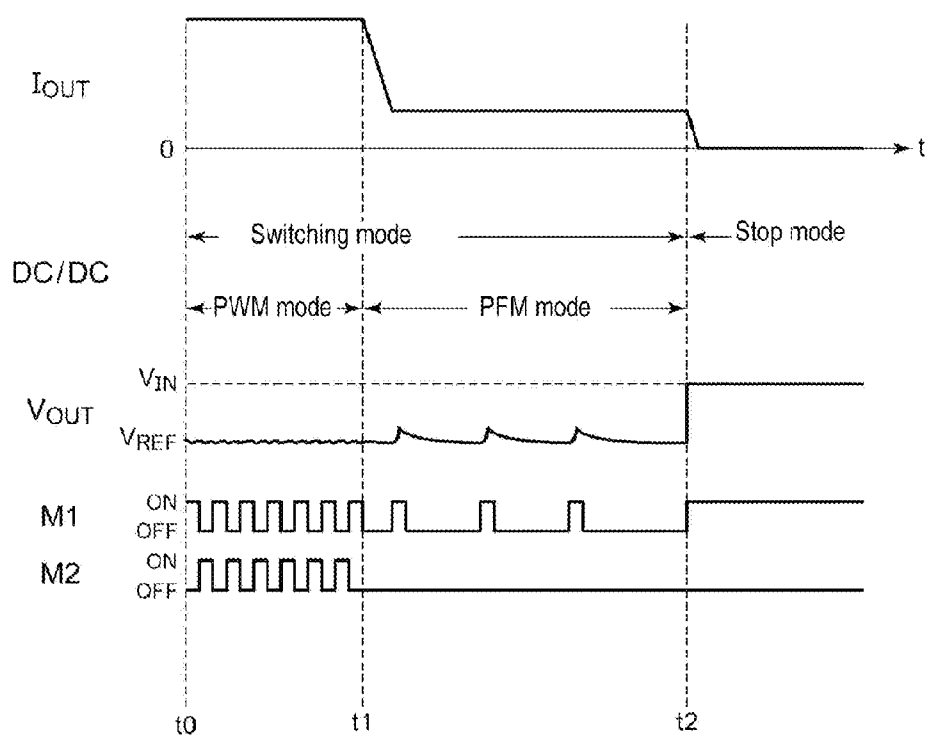 IOUT
0
t
Switching mode
Stop mode
DC/DC
PWM mode
PFM mode
VIN
VOUT
VREF
ON
M1
OFF
ON
M2
OFF
t0
t1
t2